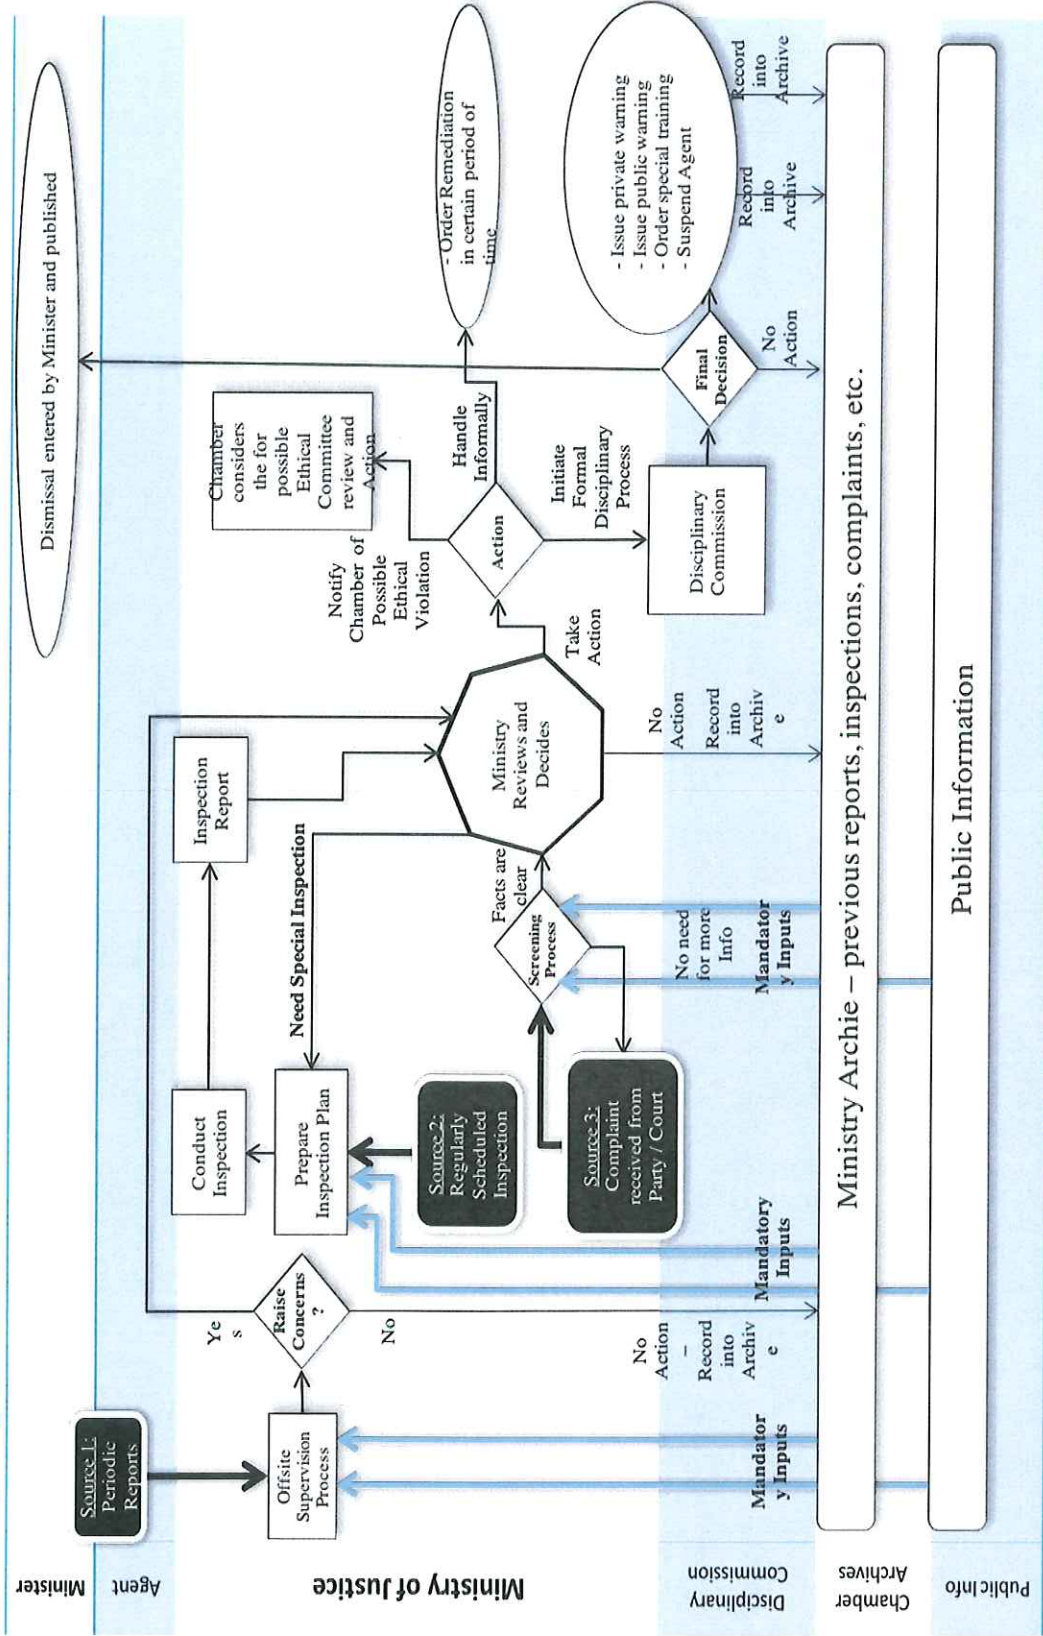 Minister
Agent
Ministry of Justice
Disciplinary
Commission
Chamber
Archives
Public Info
Dismissal entered by Minister and published
Source 1:
Periodic
Reports
Offsite
Supervision
Process
Raise
Concerns
?
Ye
s
No
No
Action
–
Record
into
Archiv
e
Mandator
y Inputs
Conduct
Inspection
Prepare
Inspection Plan
Source 2:
Regularly
Scheduled
Inspection
Source 3:
Complaint
received from
Party / Court
Mandatory
Inputs
Inspection
Report
Need Special Inspection
Screening
Process
Facts are
clear
No need
for more
Info
Mandator
y Inputs
Ministry
Reviews and
Decides
No
Action
Record
into
Archiv
e
Take
Action
Action
Notify
Chamber of
Possible
Ethical
Violation
Chamber
considers
the for
possible
Ethical
Committee
review and
Action
Handle
Informally
- Order Remediation
in certain period of
time
Initiate
Formal
Disciplinary
Process
Disciplinary
Commission
Final
Decision
No
Action
- Issue private warning
- Issue public warning
- Order special training
- Suspend Agent
Record
into
Archive
Record
into
Archive
Ministry Archie – previous reports, inspections, complaints, etc.
Public Information